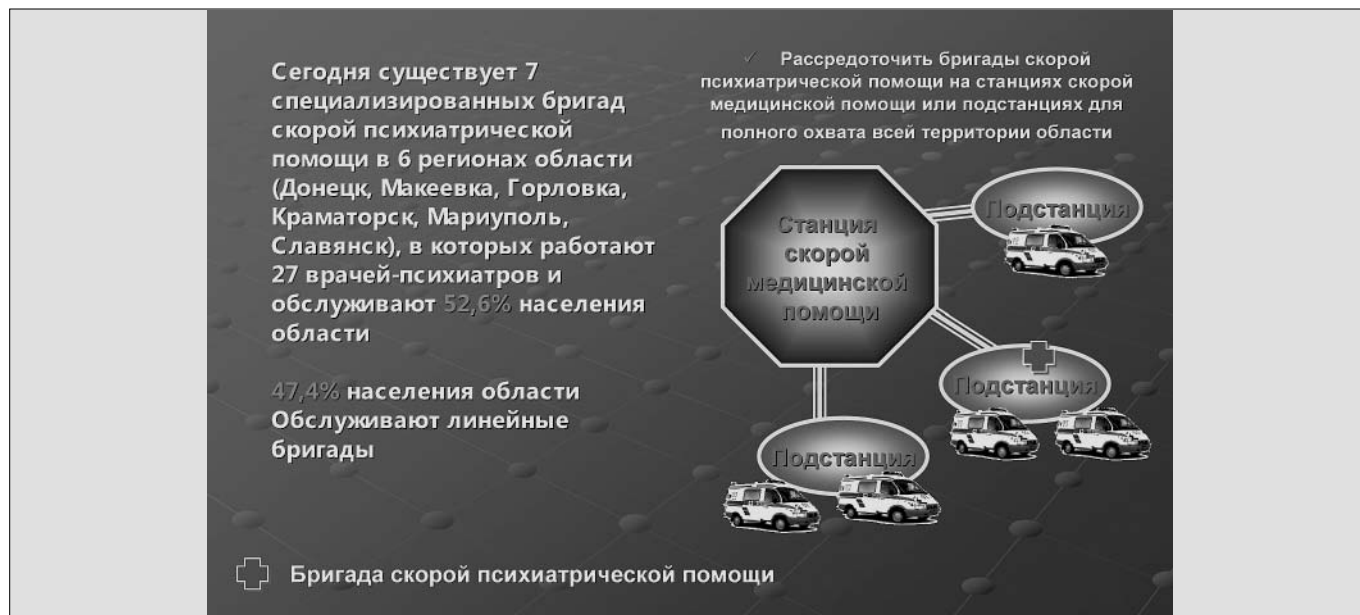 Сегодня существует 7
специализированных бригад
скорой психиатрической
помощи в 6 регионах области
(Донецк, Макеевка, Горловка,
Краматорск, Мариуполь,
Славянск), в которых работают
27 врачей-психиатров и
обслуживают 52,6% населения
области
47,4% населения области
Обслуживают линейные
бригады
✓ Рассредоточить бригады скорой
психиатрической помощи на станциях скорой
медицинской помощи или подстанциях для
полного охвата всей территории области
Станция
скорой
медицинской
помощи
Подстанция
Подстанция
Подстанция
Бригада скорой психиатрической помощи